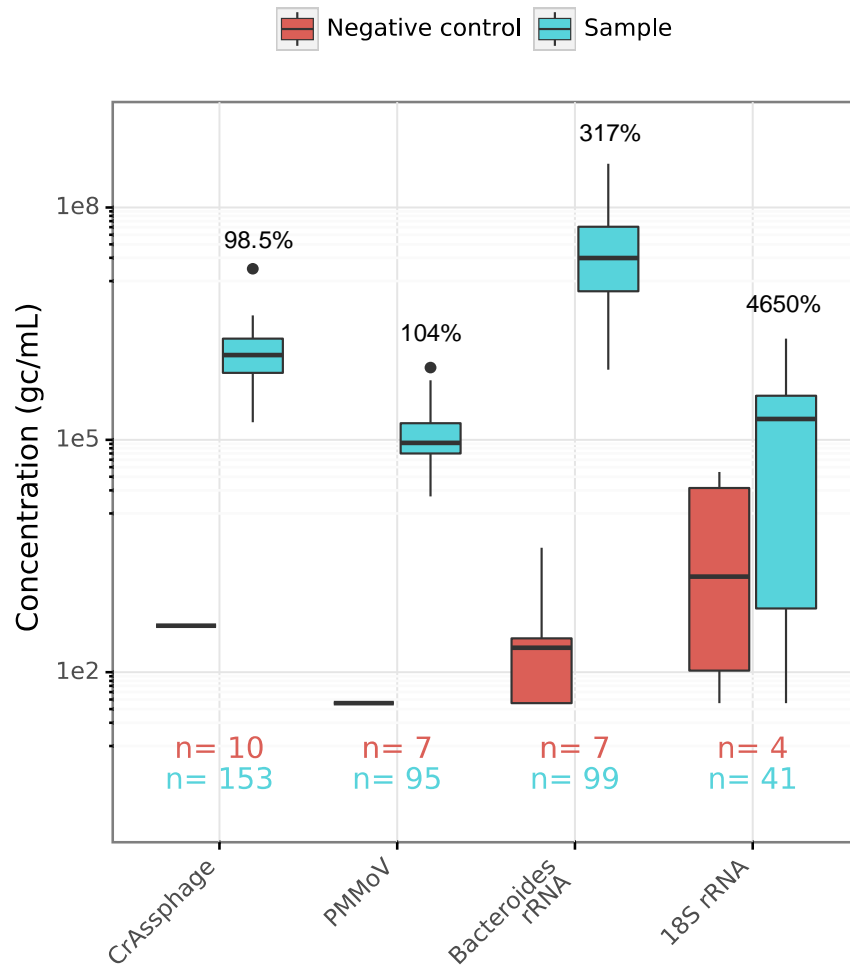 Negative control
Sample
317%
98.5%
4650%
104%
Concentration (gc/mL)
1e8
1e5
1e2
n= 10
n= 7
n= 7
n= 4
n= 153
n= 95
n= 99
n= 41
CrAssphage
PMMoV
Bacteroides
rRNA
18S rRNA